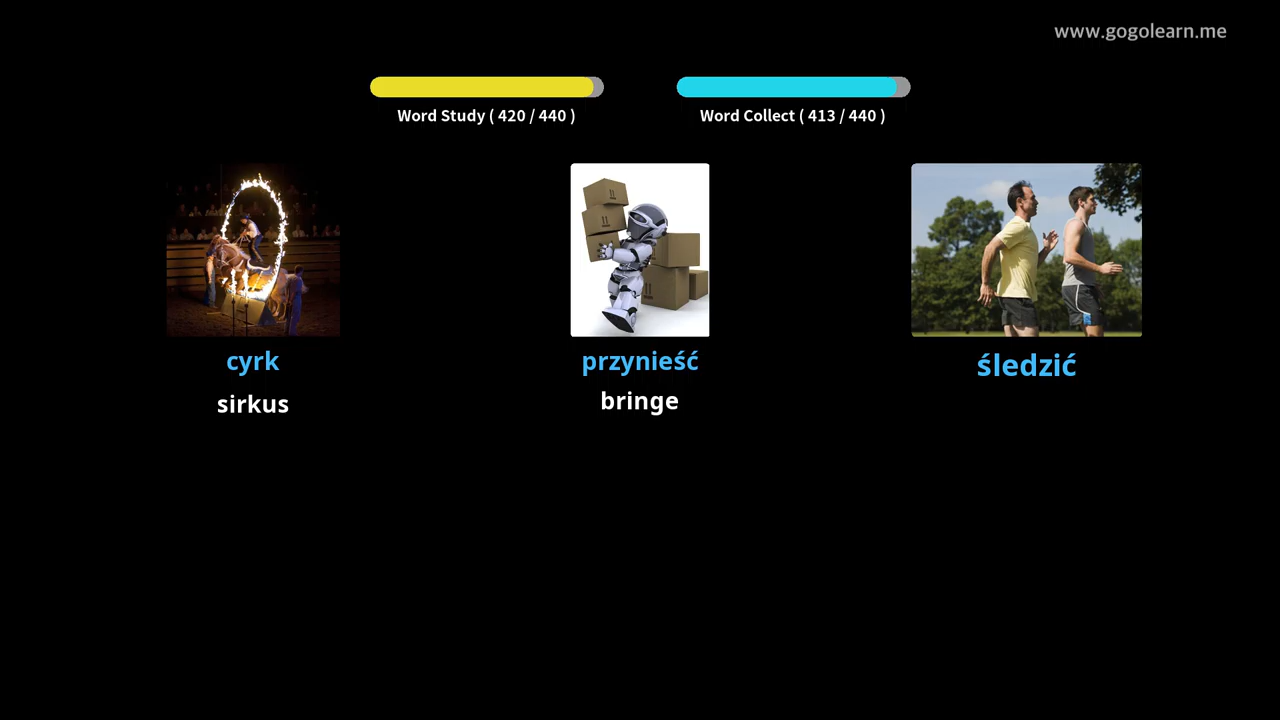 www.gogolearn.me
Word Study ( 420 / 440 )
Word Collect ( 413 / 440 )
cyrk
przynieść
śledzić
sirkus
bringe